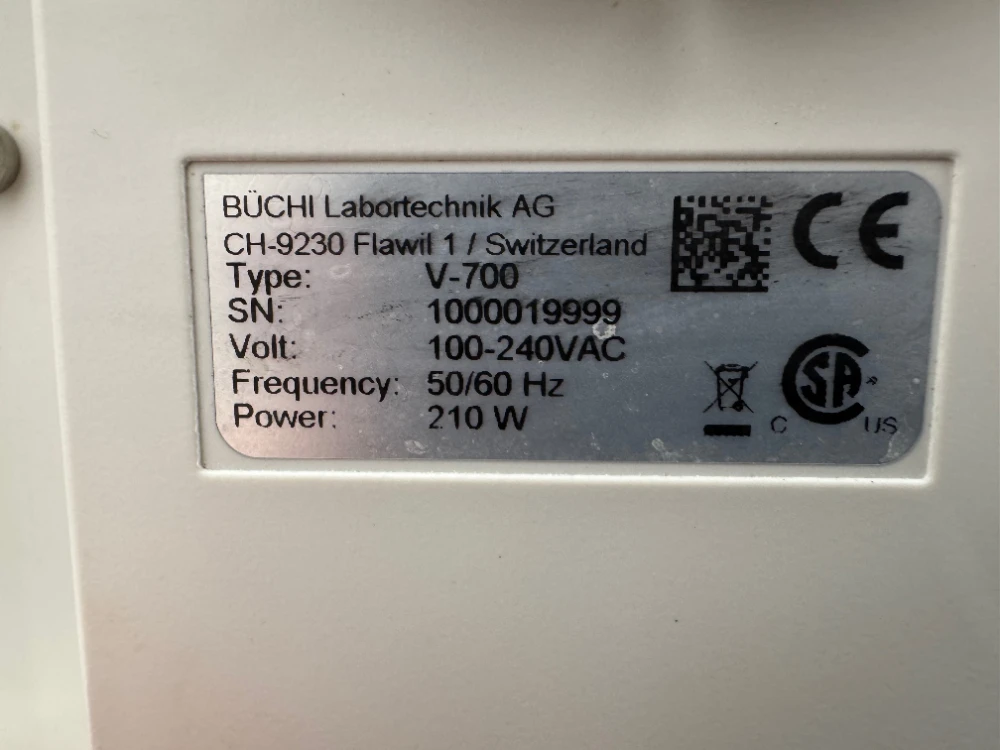 BÜCHI Labortechnik AG
CH-9230 Flawil 1 / Switzerland
Type: V-700
SN: 1000019999
Volt: 100-240VAC
Frequency: 50/60 Hz
Power: 210 W
CE
C SA US